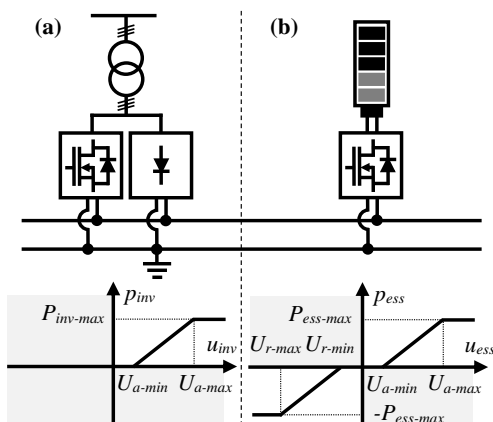 (a) (b)
p_inv p_ess
P_inv-max P_ess-max
U_r-max U_r-min
u_inv u_ess
U_a-min U_a-max U_a-min U_a-max
-P_ess-max